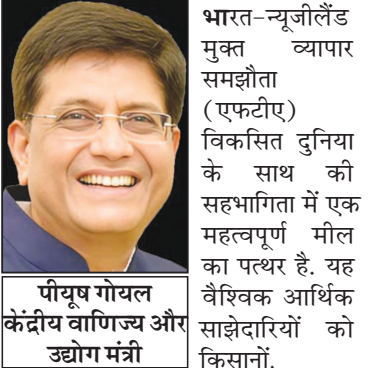 भारत-न्यूजीलैंड
मुक्त व्यापार
समझौता
(एफटीए)
विकसित दुनिया
के साथ की
सहभागिता में एक
महत्वपूर्ण मील
का पत्थर है. यह
वैश्विक आर्थिक
साझेदारियों को
किसानों,
पीयूष गोयल
केंद्रीय वाणिज्य और
उद्योग मंत्री